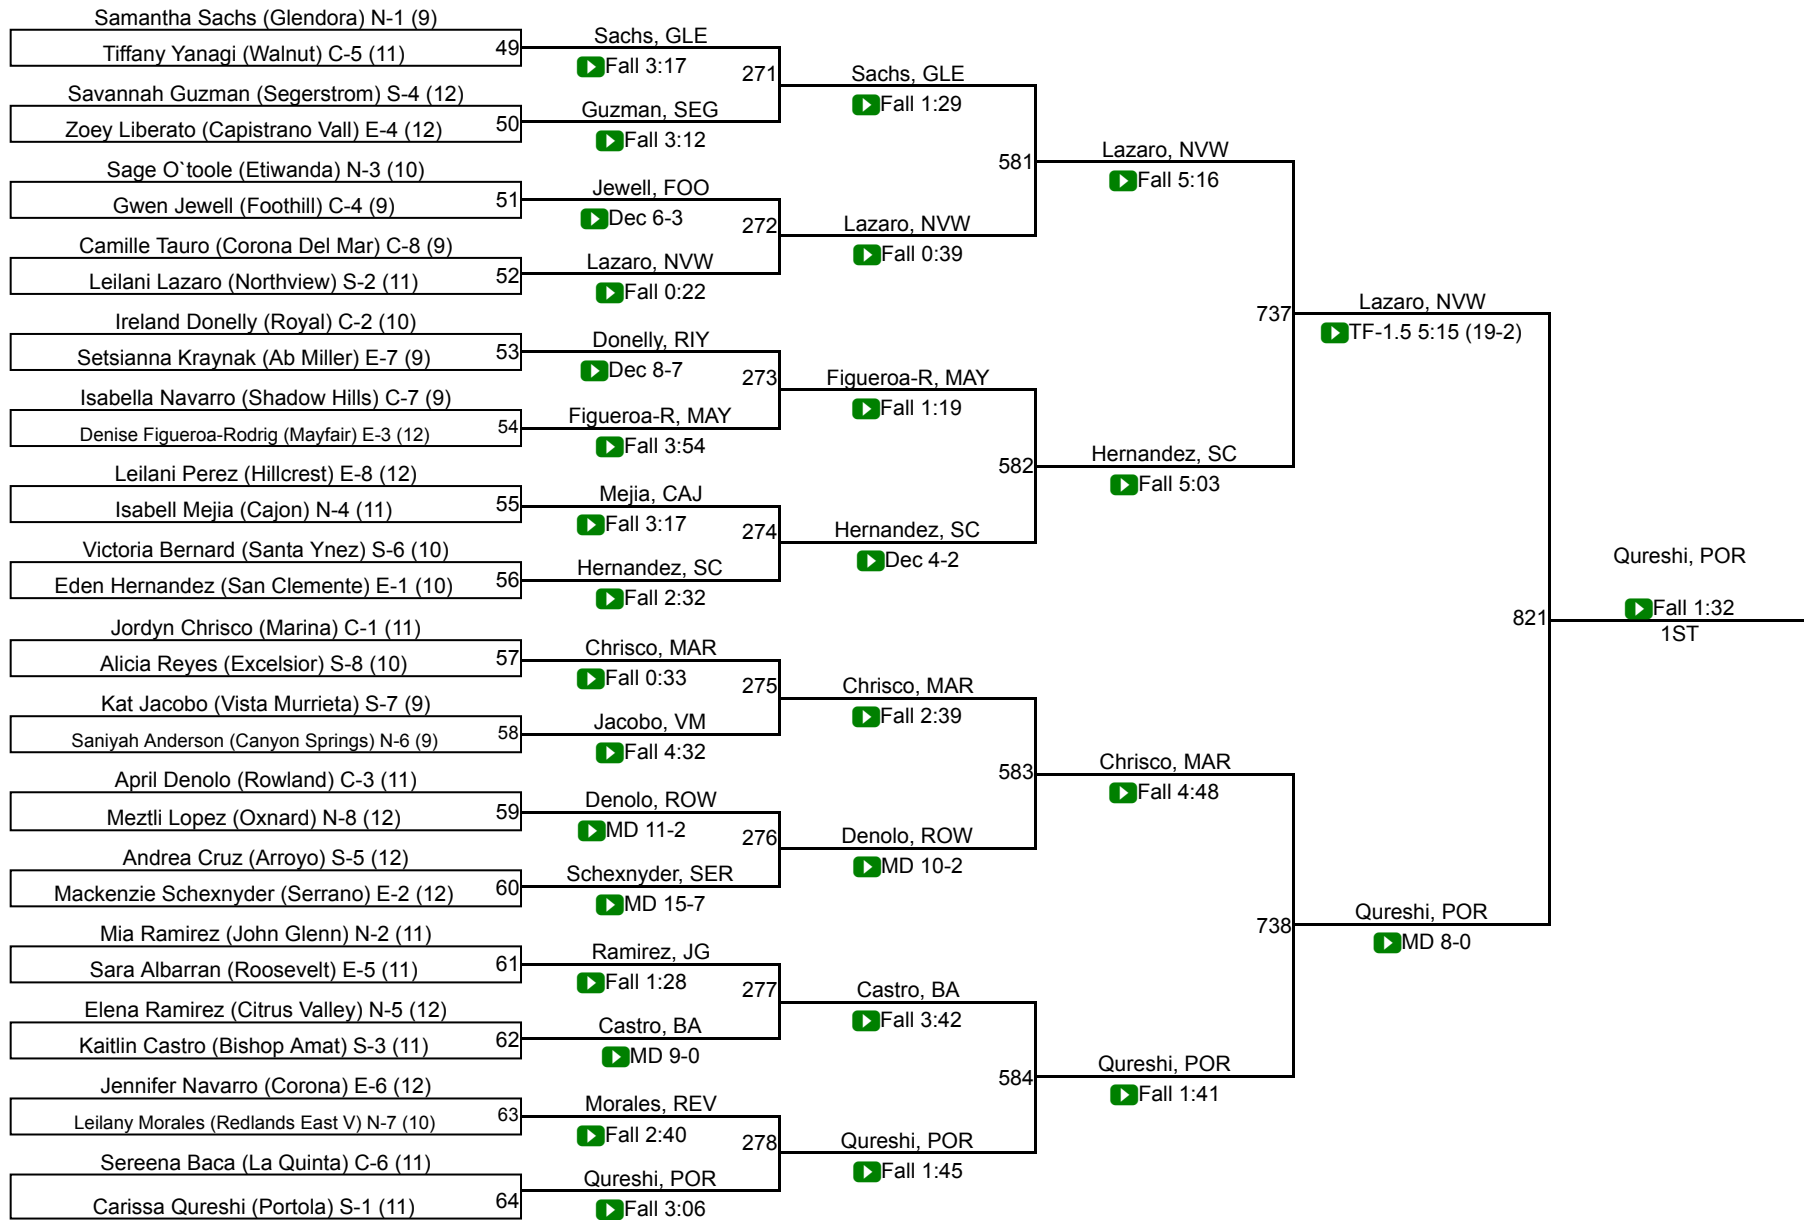 Samantha Sachs (Glendora) N-1 (9)
Tiffany Yanagi (Walnut) C-5 (11)
49
Savannah Guzman (Segerstrom) S-4 (12)
Zoey Liberato (Capistrano Vall) E-4 (12)
50
Sage O`toole (Etiwanda) N-3 (10)
Gwen Jewell (Foothill) C-4 (9)
51
Camille Tauro (Corona Del Mar) C-8 (9)
Leilani Lazaro (Northview) S-2 (11)
52
Ireland Donelly (Royal) C-2 (10)
Setsianna Kraynak (Ab Miller) E-7 (9)
53
Isabella Navarro (Shadow Hills) C-7 (9)
Denise Figueroa-Rodrig (Mayfair) E-3 (12)
54
Leilani Perez (Hillcrest) E-8 (12)
Isabell Mejia (Cajon) N-4 (11)
55
Victoria Bernard (Santa Ynez) S-6 (10)
Eden Hernandez (San Clemente) E-1 (10)
56
Jordyn Chrisco (Marina) C-1 (11)
Alicia Reyes (Excelsior) S-8 (10)
57
Kat Jacobo (Vista Murrieta) S-7 (9)
Saniyah Anderson (Canyon Springs) N-6 (9)
58
April Denolo (Rowland) C-3 (11)
Meztli Lopez (Oxnard) N-8 (12)
59
Andrea Cruz (Arroyo) S-5 (12)
Mackenzie Schexnyder (Serrano) E-2 (12)
60
Mia Ramirez (John Glenn) N-2 (11)
Sara Albarran (Roosevelt) E-5 (11)
61
Elena Ramirez (Citrus Valley) N-5 (12)
Kaitlin Castro (Bishop Amat) S-3 (11)
62
Jennifer Navarro (Corona) E-6 (12)
Leilany Morales (Redlands East V) N-7 (10)
63
Sereena Baca (La Quinta) C-6 (11)
Carissa Qureshi (Portola) S-1 (11)
64
Sachs, GLE
Fall 3:17
271
Guzman, SEG
Fall 3:12
Jewell, FOO
Dec 6-3
272
Lazaro, NVW
Fall 0:22
Donelly, RIY
Dec 8-7
273
Figueroa-R, MAY
Fall 3:54
Mejia, CAJ
Fall 3:17
274
Hernandez, SC
Fall 2:32
Chrisco, MAR
Fall 0:33
275
Jacobo, VM
Fall 4:32
Denolo, ROW
MD 11-2
276
Schexnyder, SER
MD 15-7
Ramirez, JG
Fall 1:28
277
Castro, BA
MD 9-0
Morales, REV
Fall 2:40
278
Qureshi, POR
Fall 3:06
Sachs, GLE
Fall 1:29
581
Lazaro, NVW
Fall 0:39
Figueroa-R, MAY
Fall 1:19
582
Hernandez, SC
Dec 4-2
Chrisco, MAR
Fall 2:39
583
Denolo, ROW
MD 10-2
Castro, BA
Fall 3:42
584
Qureshi, POR
Fall 1:45
Lazaro, NVW
Fall 5:16
737
Hernandez, SC
Fall 5:03
Chrisco, MAR
Fall 4:48
738
Qureshi, POR
Fall 1:41
Lazaro, NVW
TF-1.5 5:15 (19-2)
821
Qureshi, POR
MD 8-0
Qureshi, POR
Fall 1:32
1ST